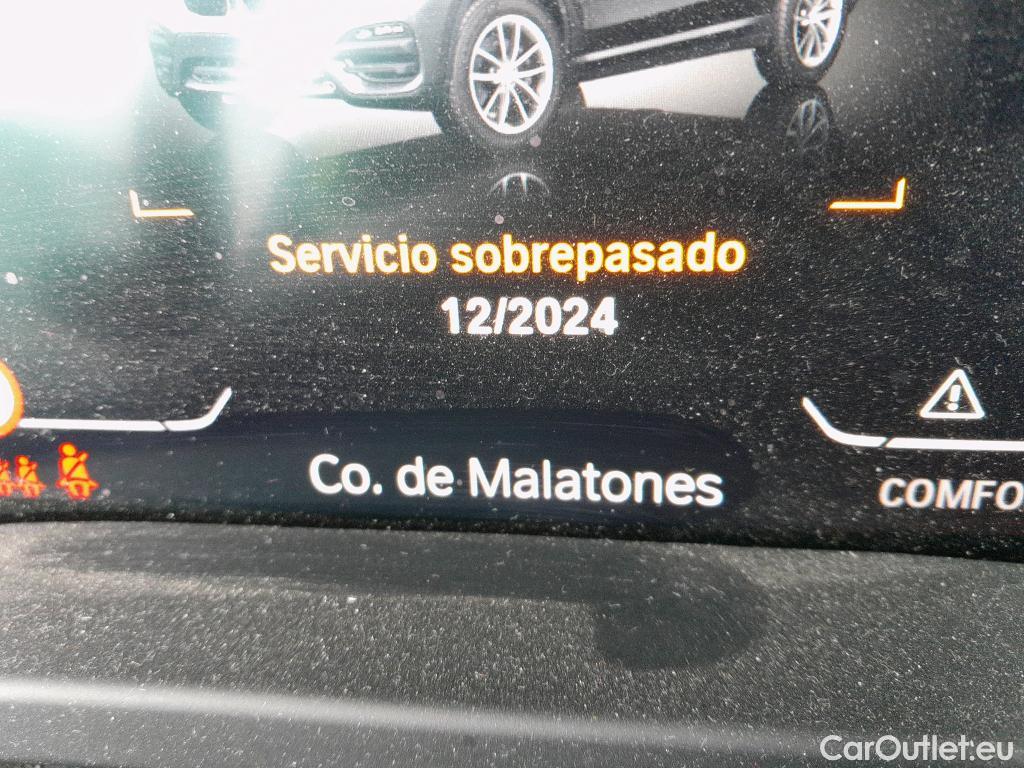 Servicio sobrepasado
12/2024
Co. de Malatones
COMFO
CarOutlet.eu